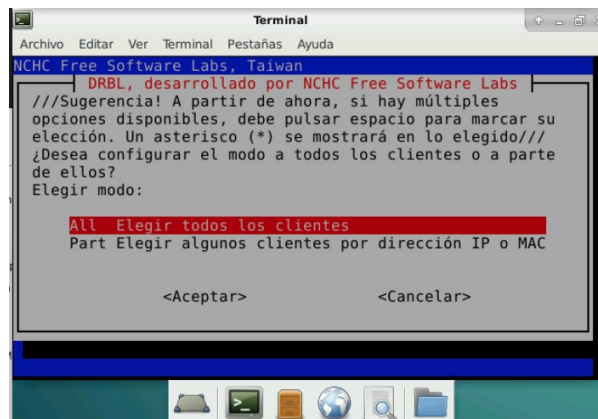 Terminal
Archivo Editar Ver Terminal Pestañas Ayuda
NCHC Free Software Labs, Taiwan
DRBL, desarrollado por NCHC Free Software Labs
///Sugerencia! A partir de ahora, si hay múltiples
opciones disponibles, debe pulsar espacio para marcar su
elección. Un asterisco (*) se mostrará en lo elegido///
¿Desea configurar el modo a todos los clientes o a parte
de ellos?
Elegir modo:
All Elegir todos los clientes
Part Elegir algunos clientes por dirección IP o MAC
<Aceptar> <Cancelar>